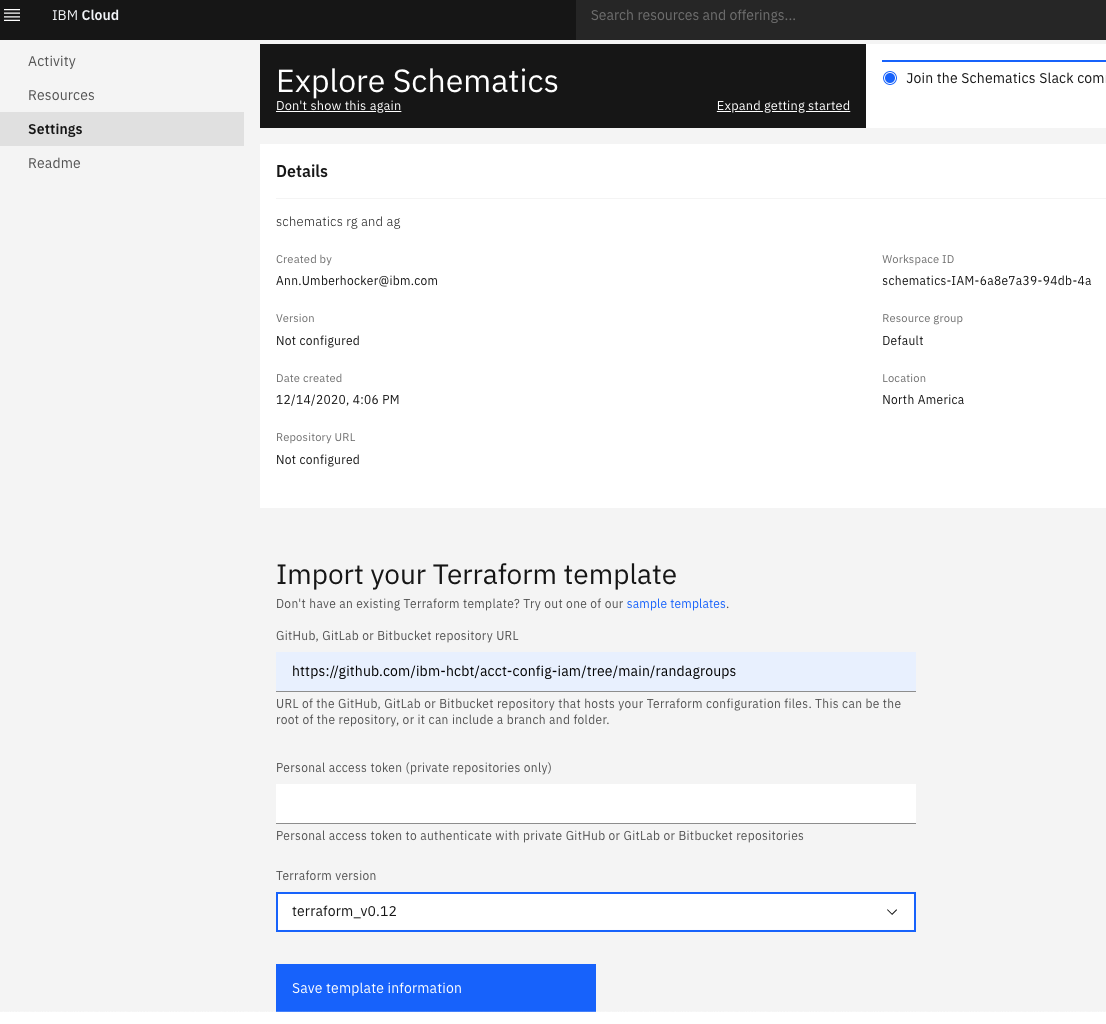 IBM Cloud
Search resources and offerings...
Activity
Resources
Settings
Readme
Explore Schematics
Don't show this again
Expand getting started
Join the Schematics Slack com
Details
schematics rg and ag
Created by
Ann.Umberhocker@ibm.com
Workspace ID
schematics-IAM-6a8e7a39-94db-4a
Version
Not configured
Resource group
Default
Date created
12/14/2020, 4:06 PM
Location
North America
Repository URL
Not configured
Import your Terraform template
Don't have an existing Terraform template? Try out one of our sample templates.
GitHub, GitLab or Bitbucket repository URL
https://github.com/ibm-hcbt/acct-config-iam/tree/main/randagroups
URL of the GitHub, GitLab or Bitbucket repository that hosts your Terraform configuration files. This can be the
root of the repository, or it can include a branch and folder.
Personal access token (private repositories only)
Personal access token to authenticate with private GitHub or GitLab or Bitbucket repositories
Terraform version
terraform_v0.12
Save template information